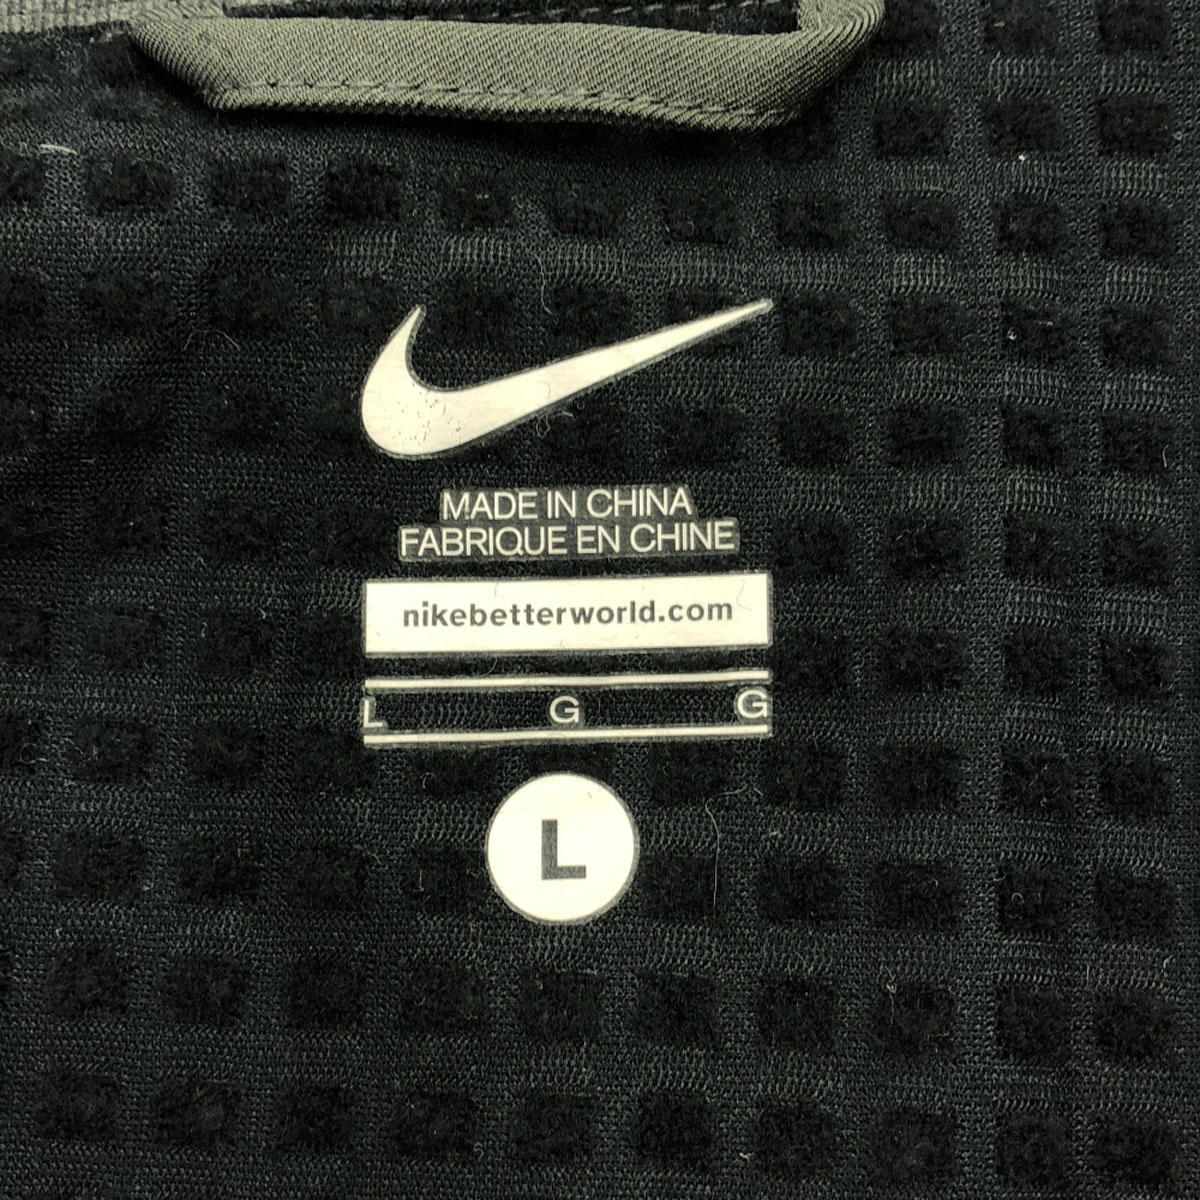 MADE IN CHINA
FABRIQUE EN CHINE
nikebetterworld.com
L G G
L